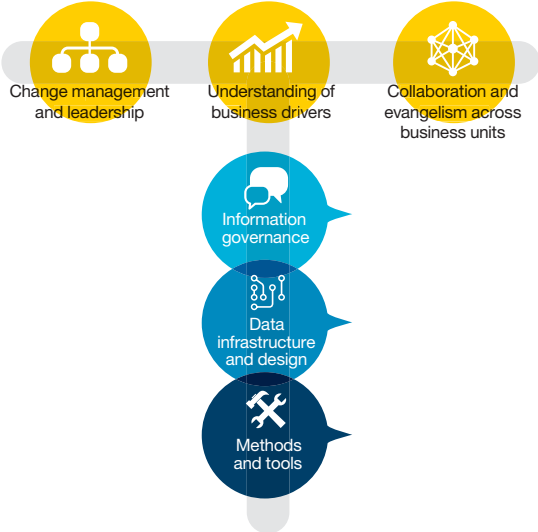 Change management
and leadership
Understanding of
business drivers
Collaboration and
evangelism across
business units
Information
governance
Data
infrastructure
and design
Methods
and tools